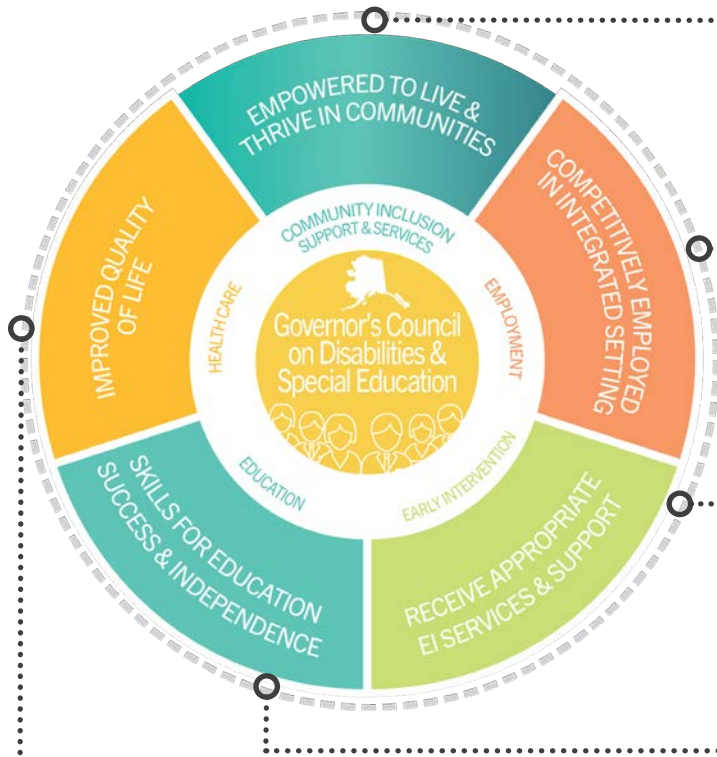 EMPOWERED TO LIVE &
THRIVE IN COMMUNITIES
COMPETITIVELY EMPLOYED
IN INTEGRATED SETTING
RECEIVE APPROPRIATE
EI SERVICES & SUPPORT
SKILLS FOR EDUCATION
SUCCESS & INDEPENDENCE
IMPROVED QUALITY
OF LIFE
COMMUNITY INCLUSION
SUPPORT & SERVICES
EMPLOYMENT
EARLY INTERVENTION
EDUCATION
HEALTH CARE
Governor's Council
on Disabilities &
Special Education